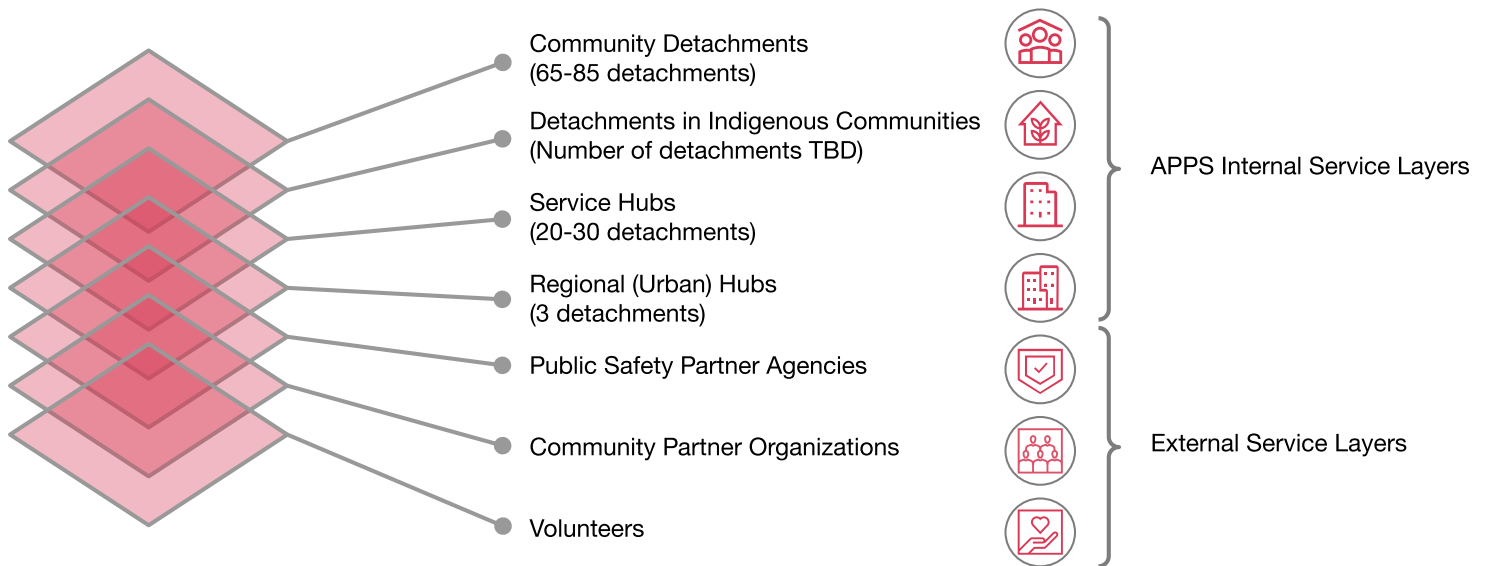 Community Detachments
(65-85 detachments)
Detachments in Indigenous Communities
(Number of detachments TBD)
Service Hubs
(20-30 detachments)
Regional (Urban) Hubs
(3 detachments)
Public Safety Partner Agencies
Community Partner Organizations
Volunteers
APPS Internal Service Layers
External Service Layers